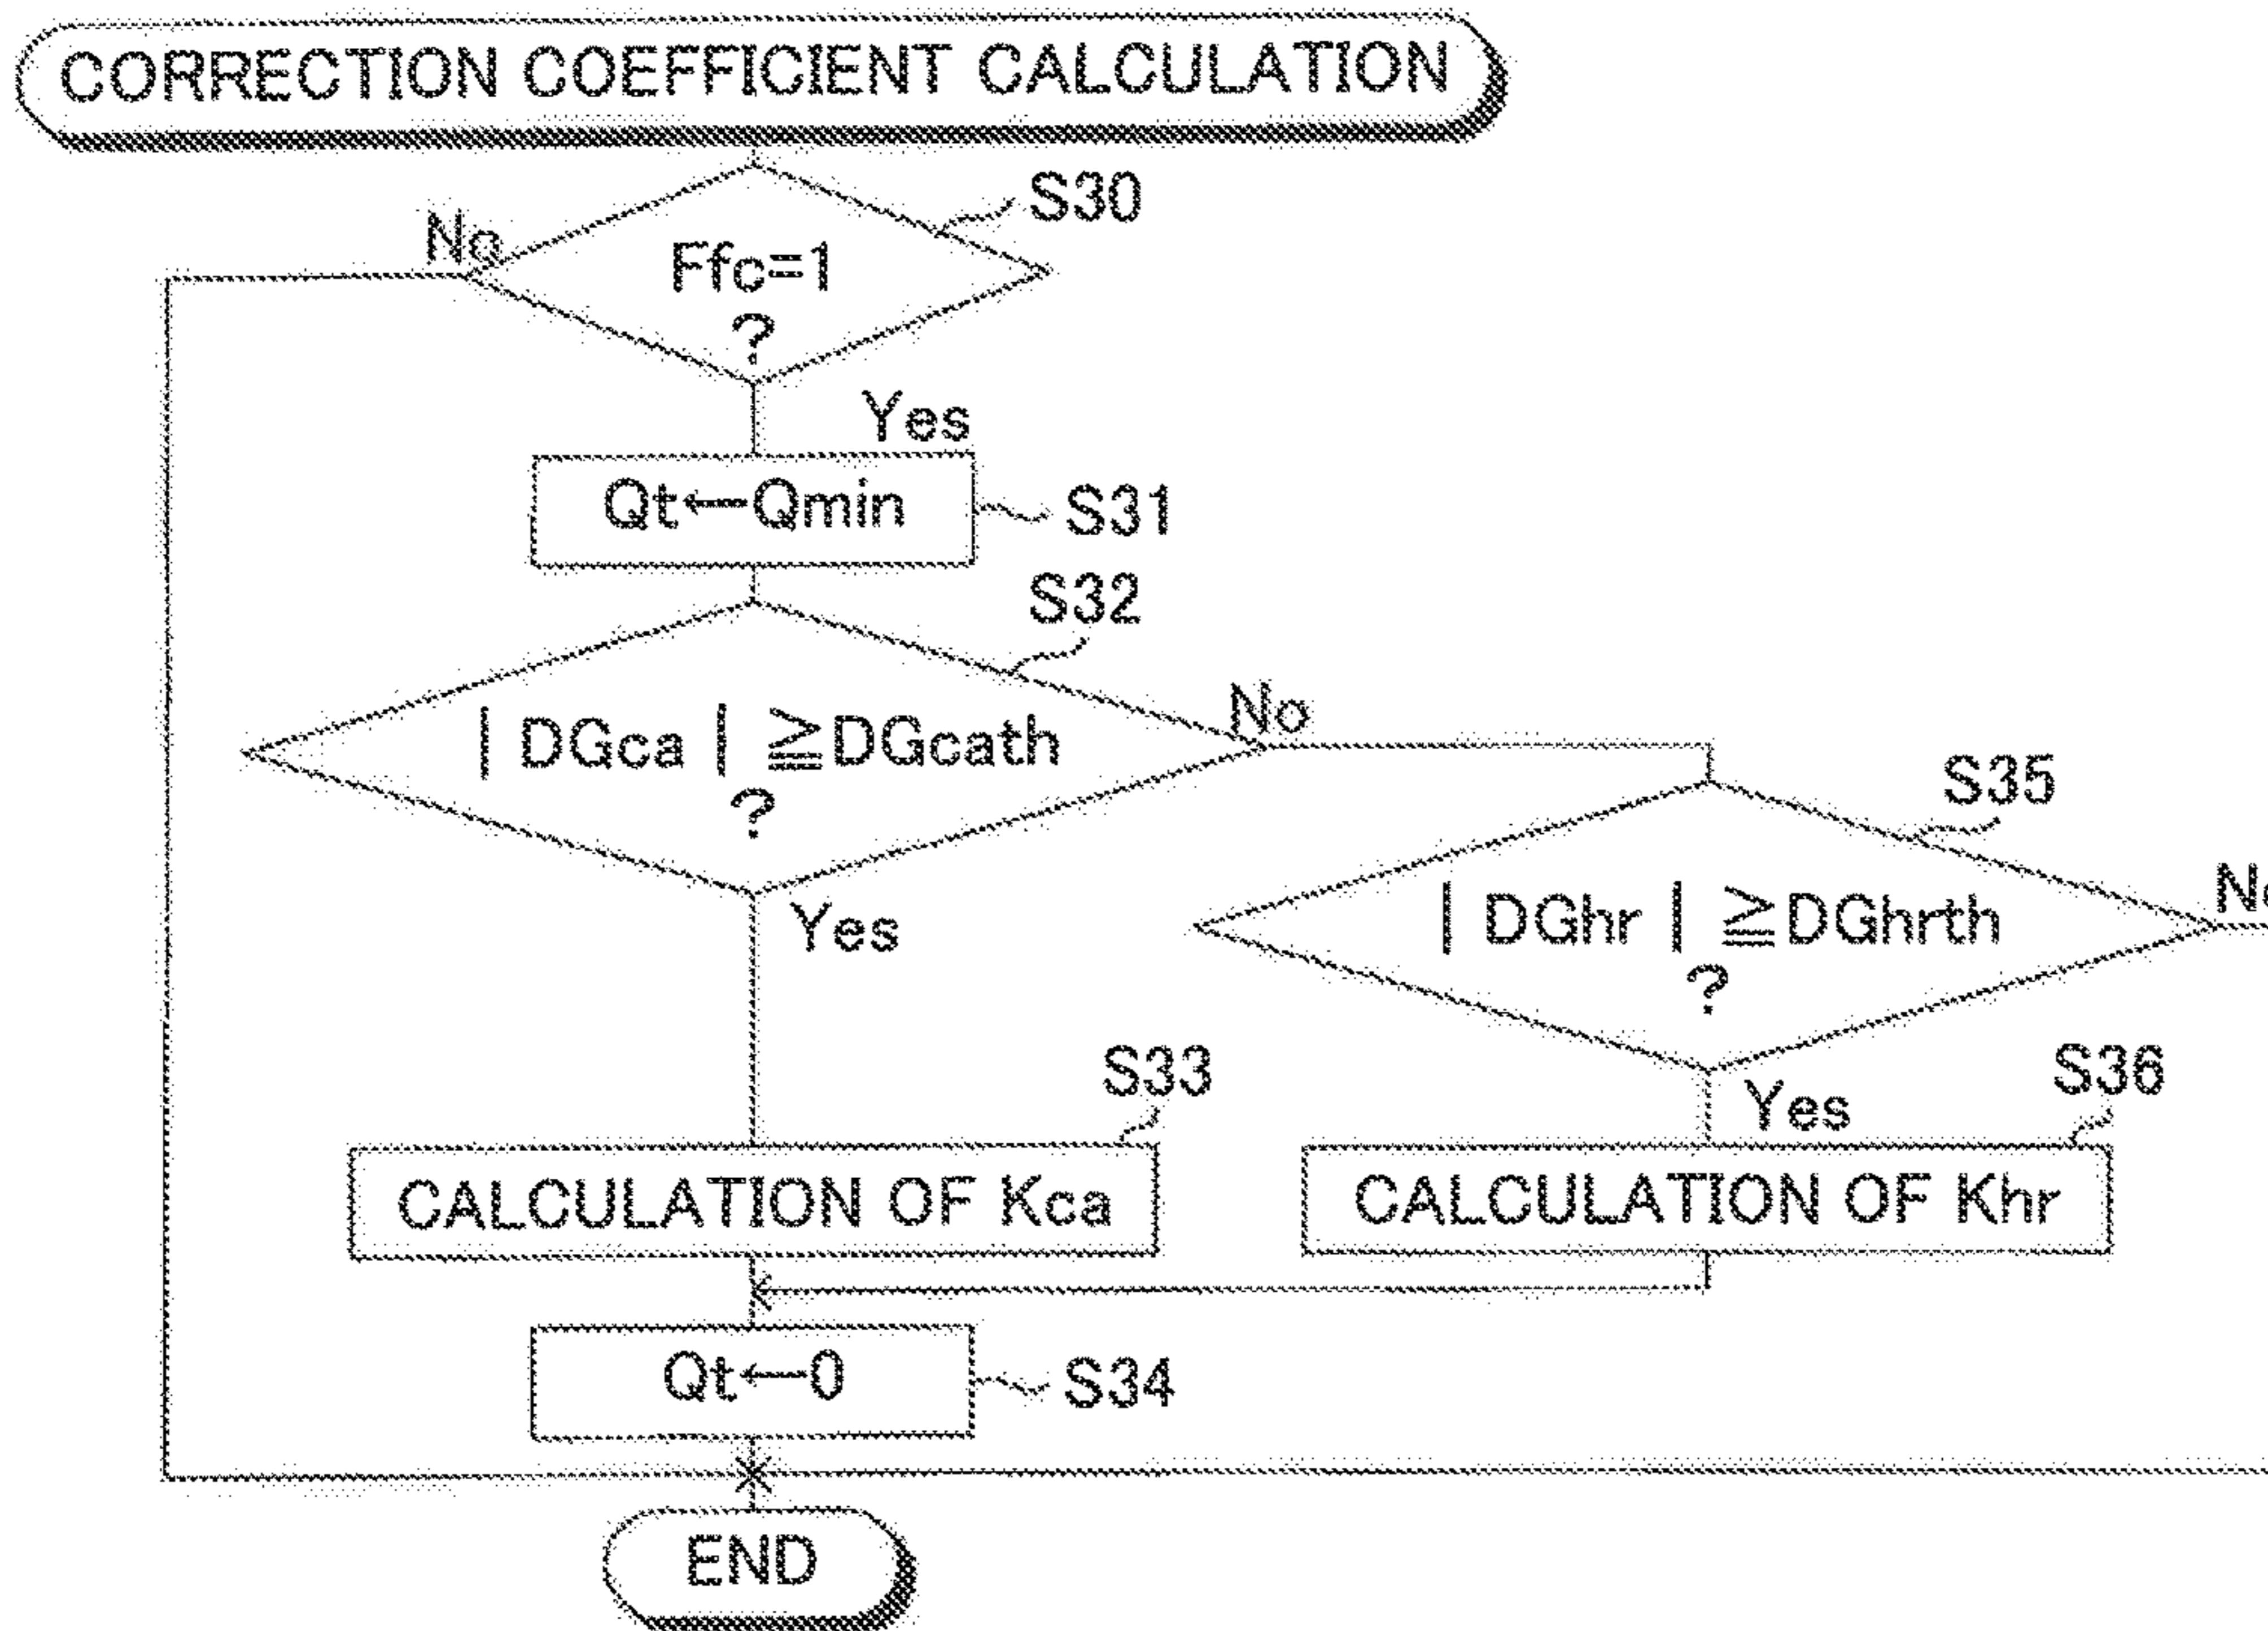 CORRECTION COEFFICIENT CALCULATION
S30
No
Ffc=1
?
Yes
Qt←Qmin
S31
S32
No
| DGca | ≧DGcath
?
Yes
S35
No
| DGhr | ≧DGhrth
?
Yes
S33
CALCULATION OF Kca
S36
CALCULATION OF Khr
Qt←0
S34
END